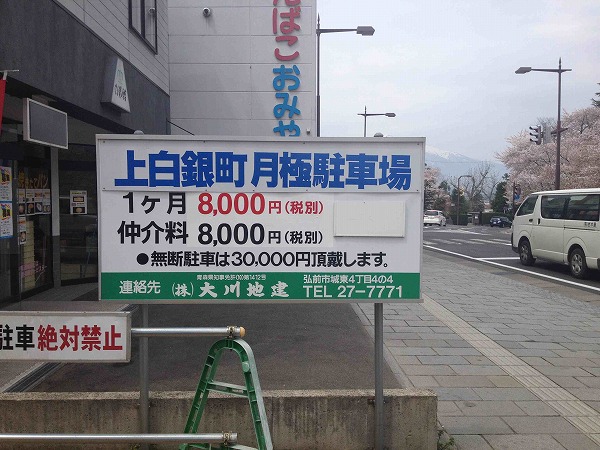 ばこおみや
上白銀町月極駐車場
1ヶ月 8,000円(税別)
仲介料 8,000円(税別)
●無断駐車は30,000円頂戴します。
連絡先 (株)大川地建
弘前市城東4丁目4の4
TEL 27-7771
駐車絶対禁止